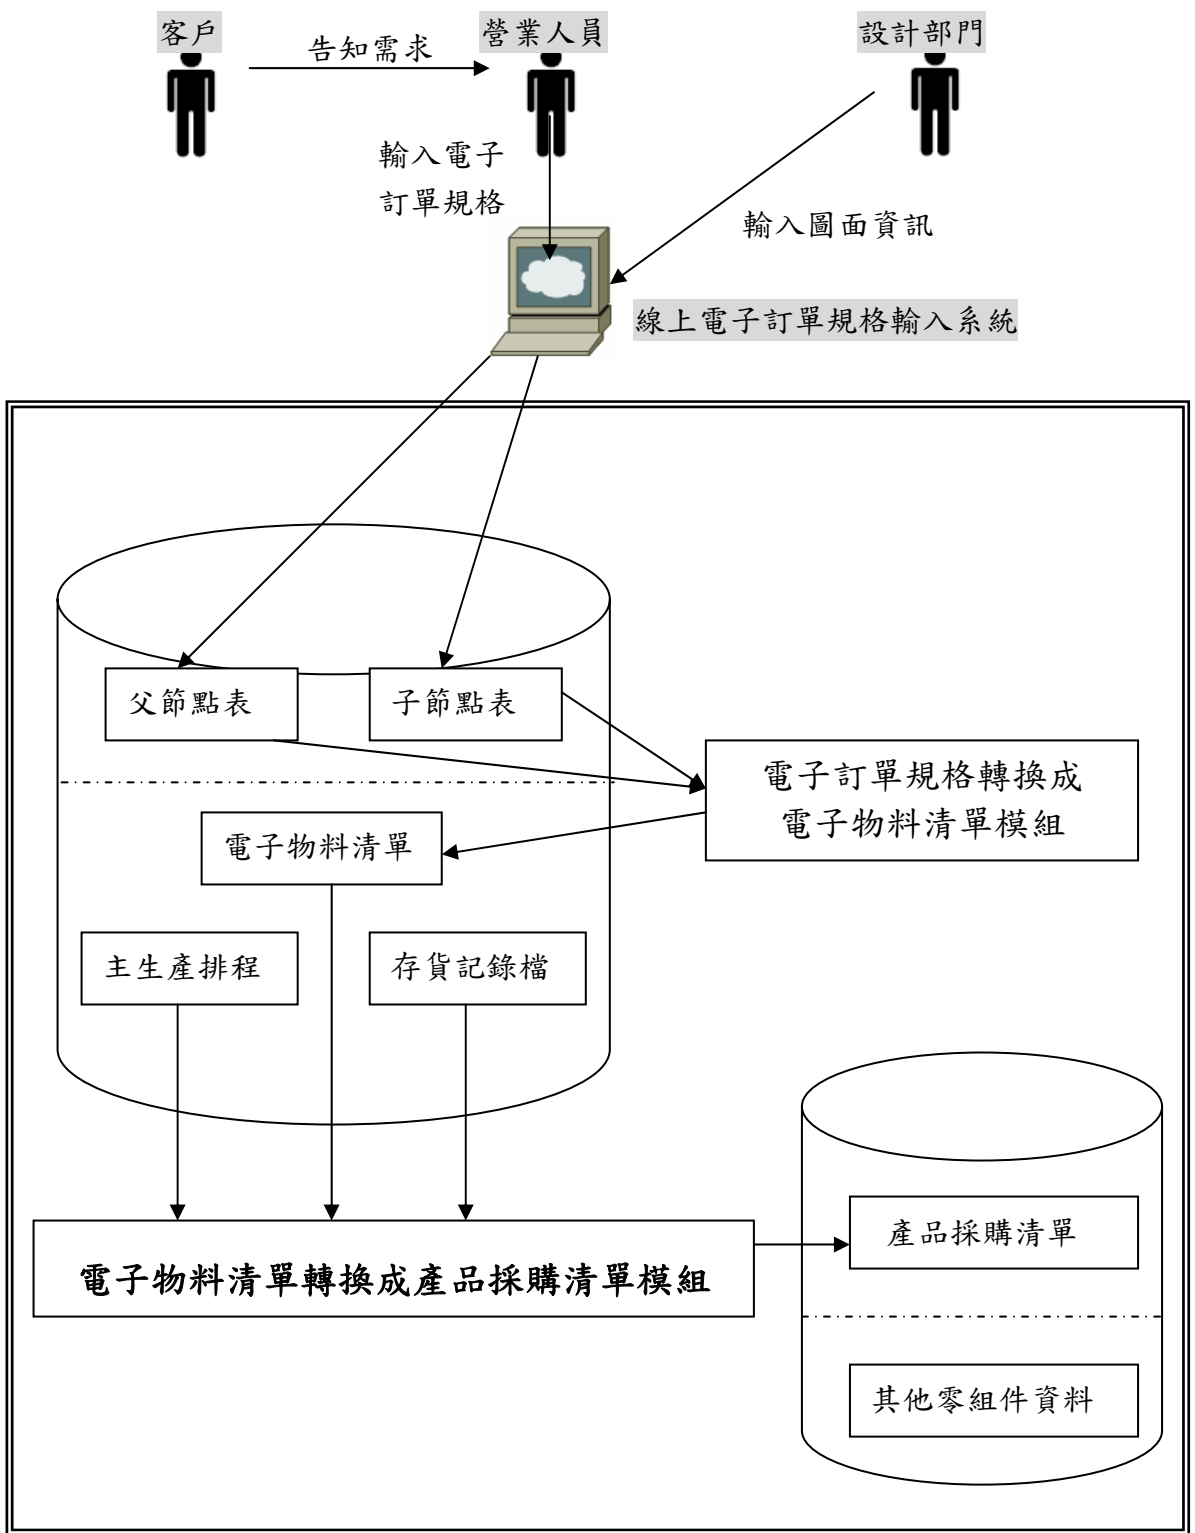 客戶
營業人員
設計部門
告知需求
輸入電子
訂單規格
輸入圖面資訊
線上電子訂單規格輸入系統
父節點表
子節點表
電子訂單規格轉換成
電子物料清單模組
電子物料清單
主生產排程
存貨記錄檔
產品採購清單
電子物料清單轉換成產品採購清單模組
其他零組件資料